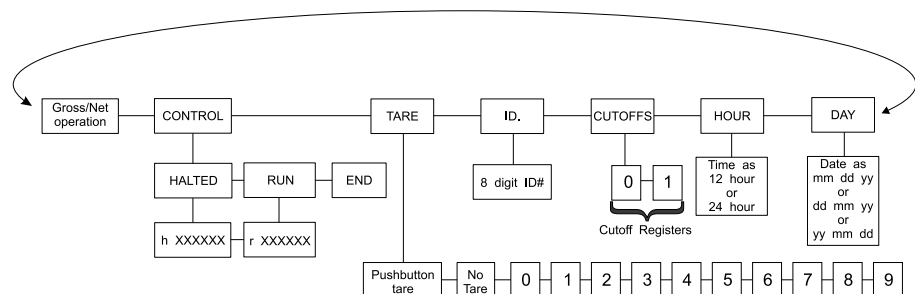 Gross/Net
operation
CONTROL
TARE
ID.
CUTOFFS
HOUR
DAY
HALTED
RUN
END
8 digit ID#
0
1
Time as
12 hour
or
24 hour
Date as
mm dd yy
or
dd mm yy
or
yy mm dd
h XXXXXX
r XXXXXX
Cutoff Registers
Pushbutton
tare
No
Tare
0
1
2
3
4
5
6
7
8
9